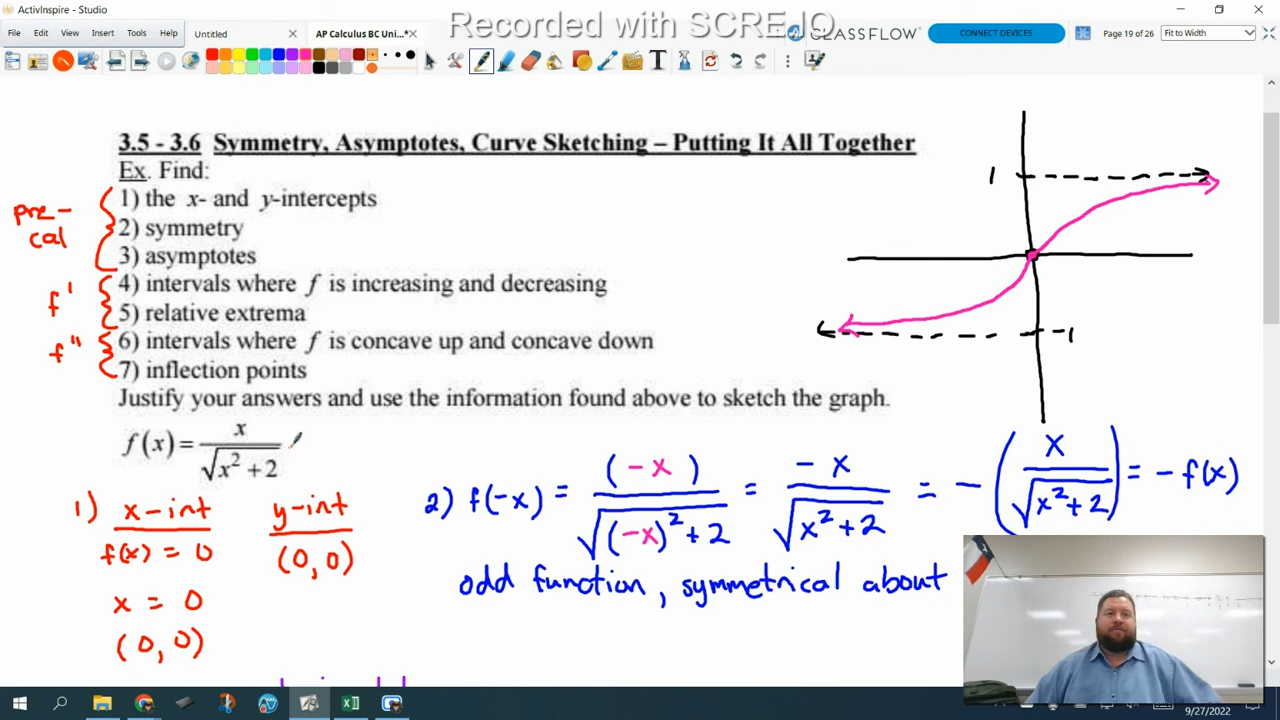 ActivInspire - Studio
Recorded with SCRE.IO
File Edit View Insert Tools Help
Untitled
AP Calculus BC Uni...
CLASSFLOW
CONNECT DEVICES
Page 19 of 26
Fit to Width
3.5 - 3.6 Symmetry, Asymptotes, Curve Sketching – Putting It All Together
Ex. Find:
pre-cal
1) the x- and y-intercepts
2) symmetry
3) asymptotes
f'
4) intervals where f is increasing and decreasing
5) relative extrema
f"
6) intervals where f is concave up and concave down
7) inflection points
Justify your answers and use the information found above to sketch the graph.
1
-1
f(x) = x / √(x² + 2)
1) x-int y-int
f(x) = 0 (0,0)
x = 0
(0,0)
2) f(-x) = (-x) / √((-x)² + 2) = -x / √(x² + 2) = -(x / √(x² + 2)) = -f(x)
odd function, symmetrical about
9/27/2022